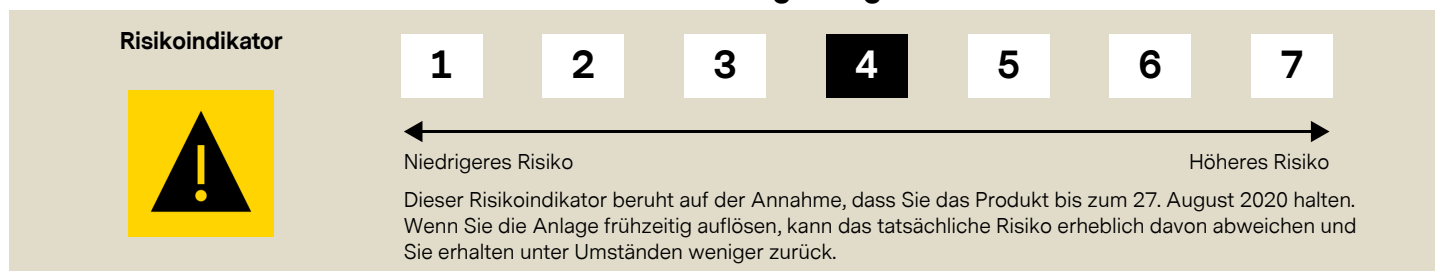 Risikoindikator
1 2 3 4 5 6 7
Niedrigeres Risiko Höheres Risiko
Dieser Risikoindikator beruht auf der Annahme, dass Sie das Produkt bis zum 27. August 2020 halten.
Wenn Sie die Anlage frühzeitig auflösen, kann das tatsächliche Risiko erheblich davon abweichen und
Sie erhalten unter Umständen weniger zurück.